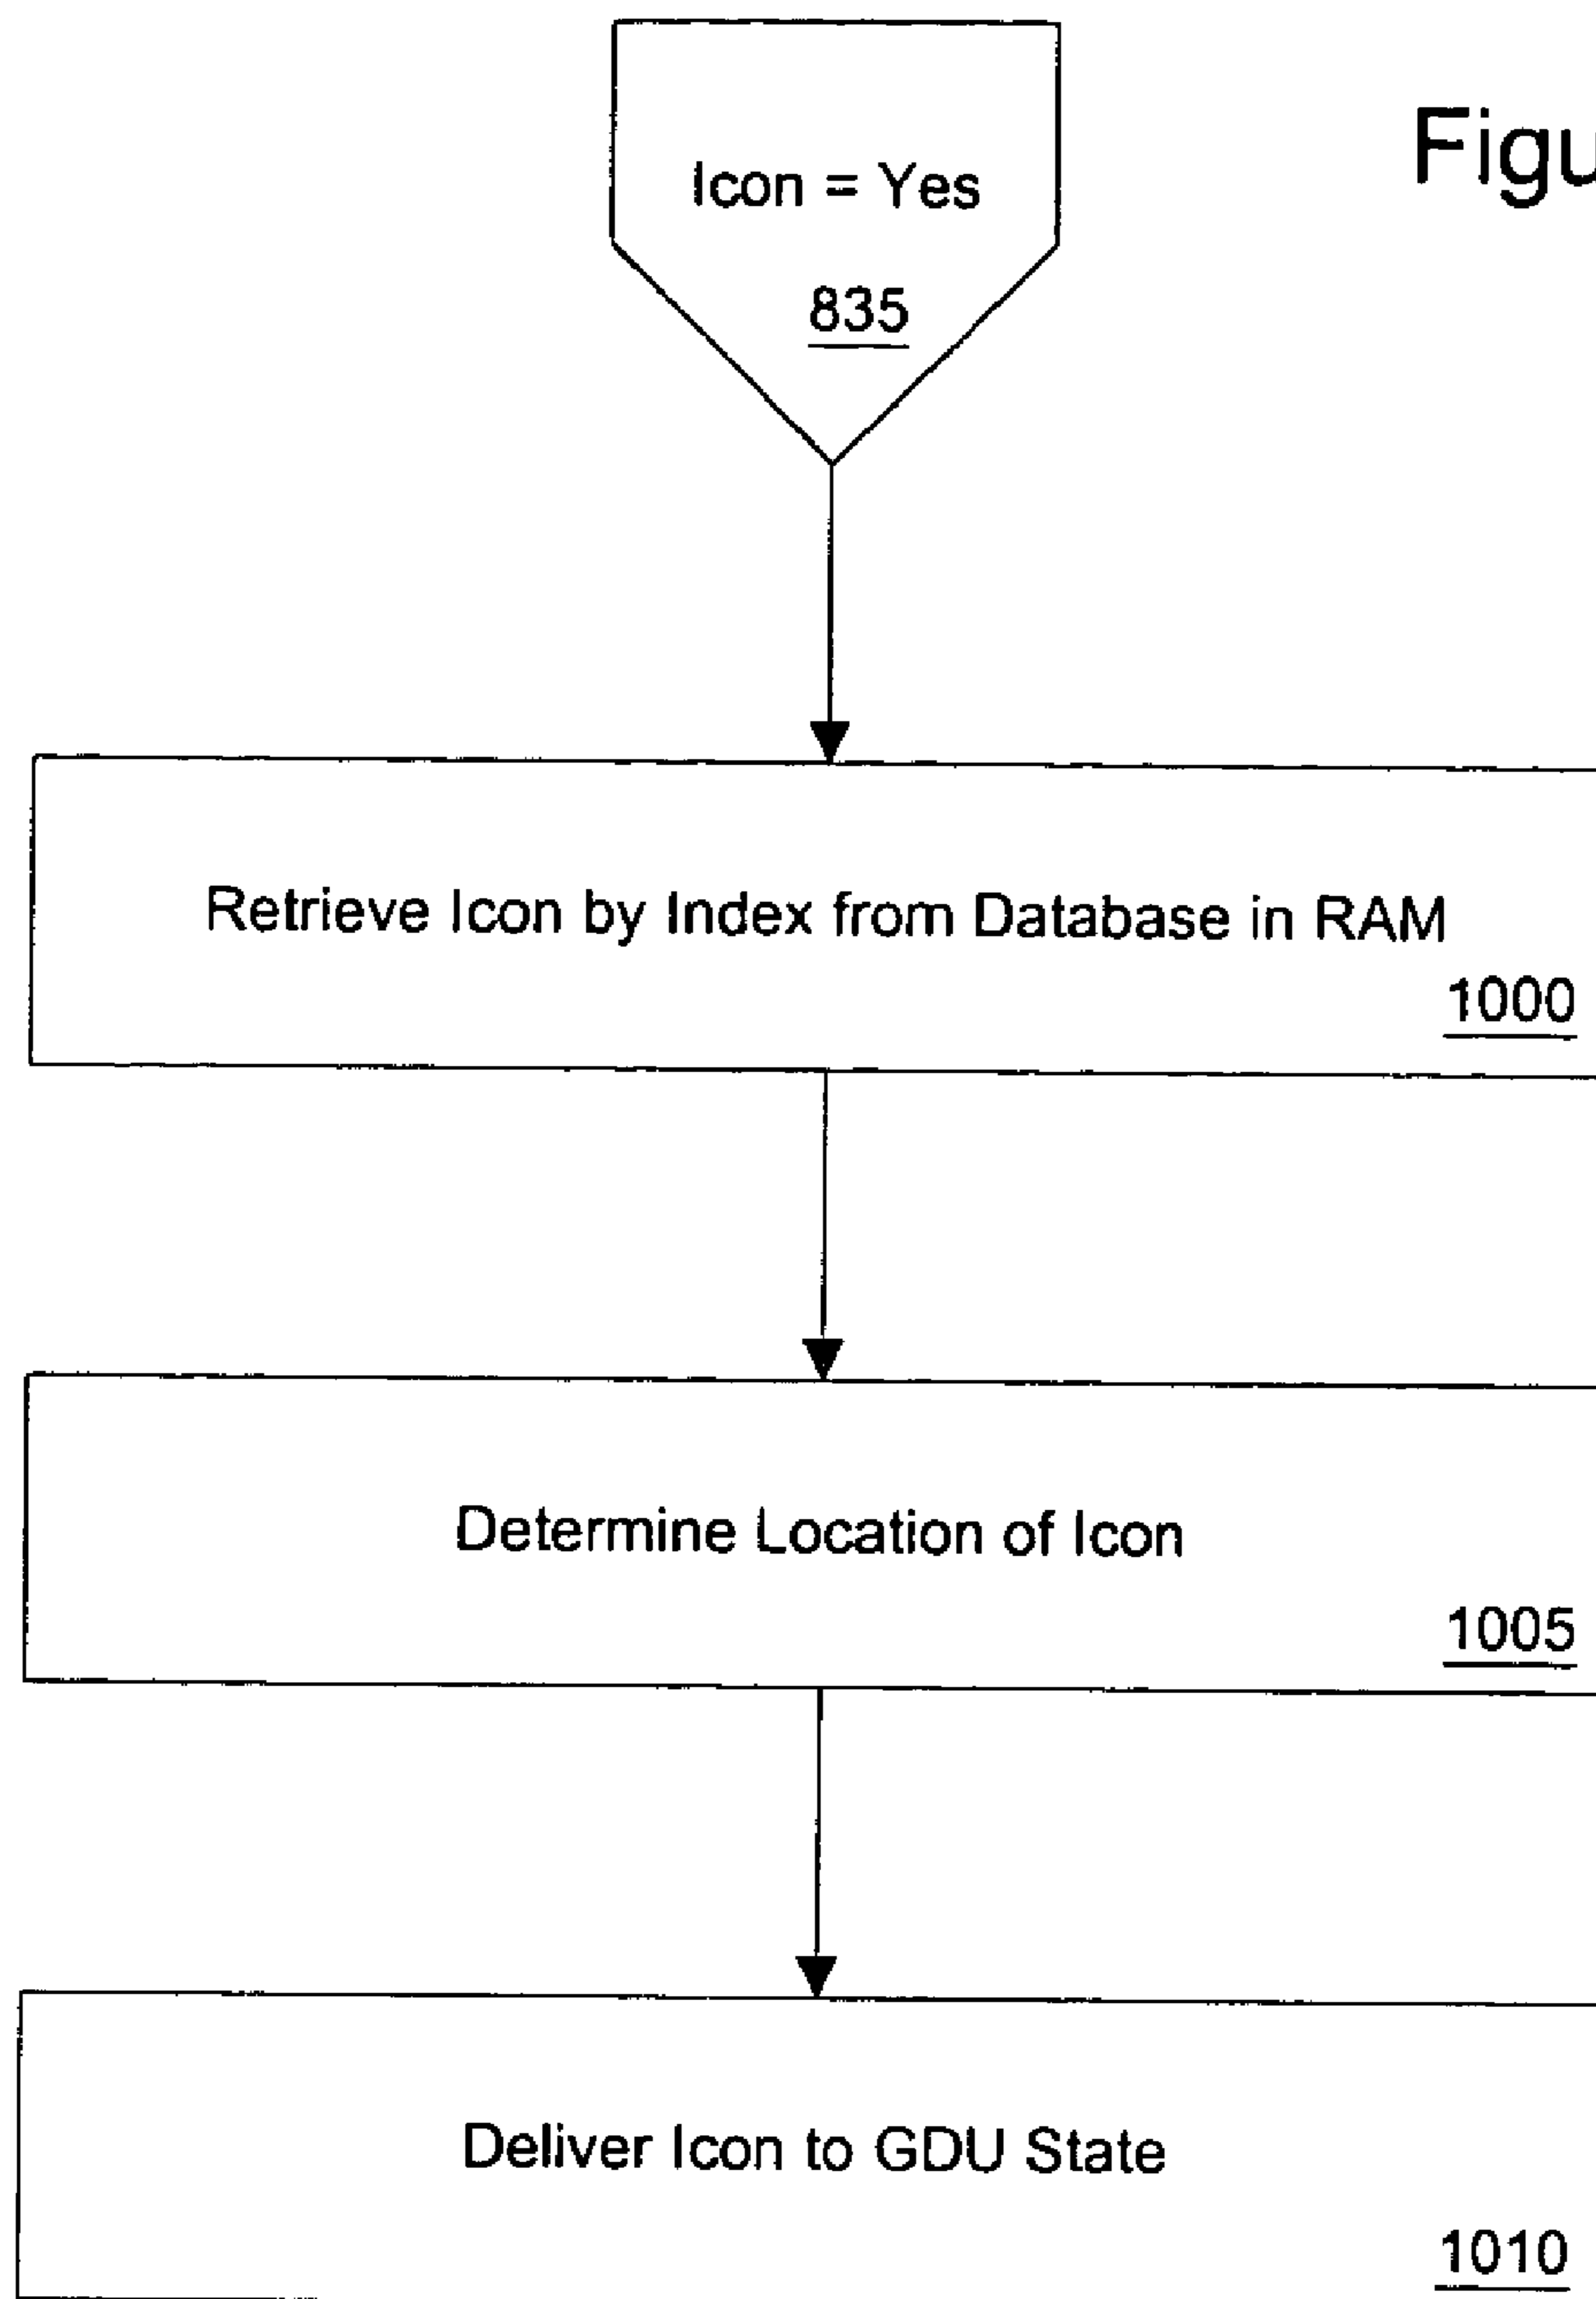 Figu
Icon = Yes
835
Retrieve Icon by Index from Database in RAM
1000
Determine Location of Icon
1005
Deliver Icon to GDU State
1010